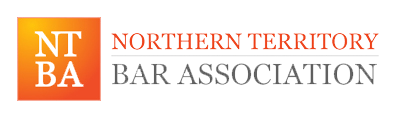 NT
BA
NORTHERN TERRITORY
BAR ASSOCIATION